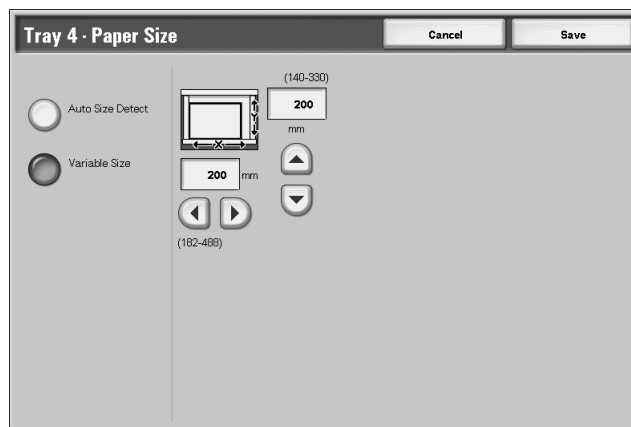 Tray 4 - Paper Size
Cancel
Save
Auto Size Detect
Variable Size
(140-330)
200
mm
Y
X
200 mm
(182-488)